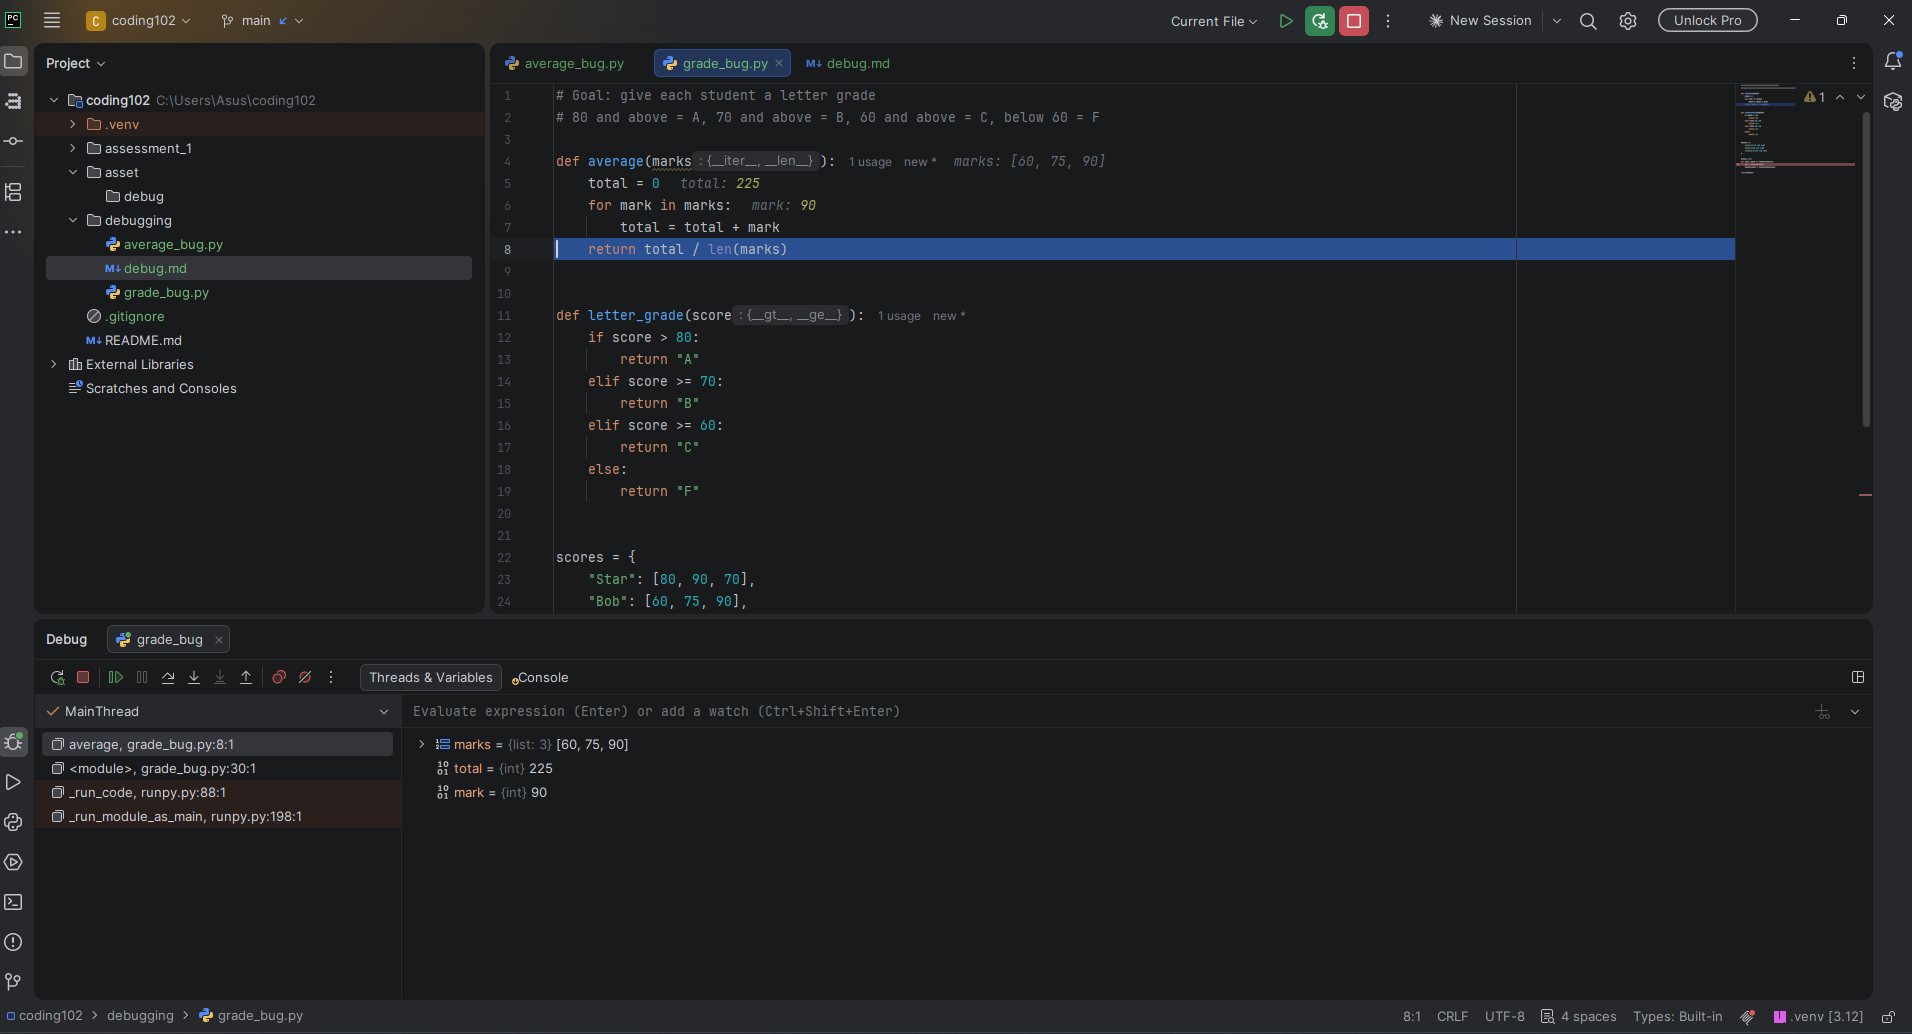 PC
C coding102
main
Current File
New Session
Unlock Pro
Project
coding102 C:\Users\Asus\coding102
.venv
assessment_1
asset
debug
debugging
average_bug.py
M↓ debug.md
grade_bug.py
.gitignore
M↓ README.md
External Libraries
Scratches and Consoles
average_bug.py
grade_bug.py
M↓ debug.md
1
1 # Goal: give each student a letter grade
2 # 80 and above = A, 70 and above = B, 60 and above = C, below 60 = F
3
4 def average(marks : {__iter__, __len__} ): 1 usage new * marks: [60, 75, 90]
5 total = 0 total: 225
6 for mark in marks: mark: 90
7 total = total + mark
8 return total / len(marks)
9
10
11 def letter_grade(score : {__gt__, __ge__} ): 1 usage new *
12 if score > 80:
13 return "A"
14 elif score >= 70:
15 return "B"
16 elif score >= 60:
17 return "C"
18 else:
19 return "F"
20
21
22 scores = {
23 "Star": [80, 90, 70],
24 "Bob": [60, 75, 90],
Debug
grade_bug
Threads & Variables
Console
MainThread
average, grade_bug.py:8:1
<module>, grade_bug.py:30:1
_run_code, runpy.py:88:1
_run_module_as_main, runpy.py:198:1
Evaluate expression (Enter) or add a watch (Ctrl+Shift+Enter)
marks = {list: 3} [60, 75, 90]
total = {int} 225
mark = {int} 90
coding102 > debugging > grade_bug.py
8:1 CRLF UTF-8 4 spaces Types: Built-in .venv [3.12]